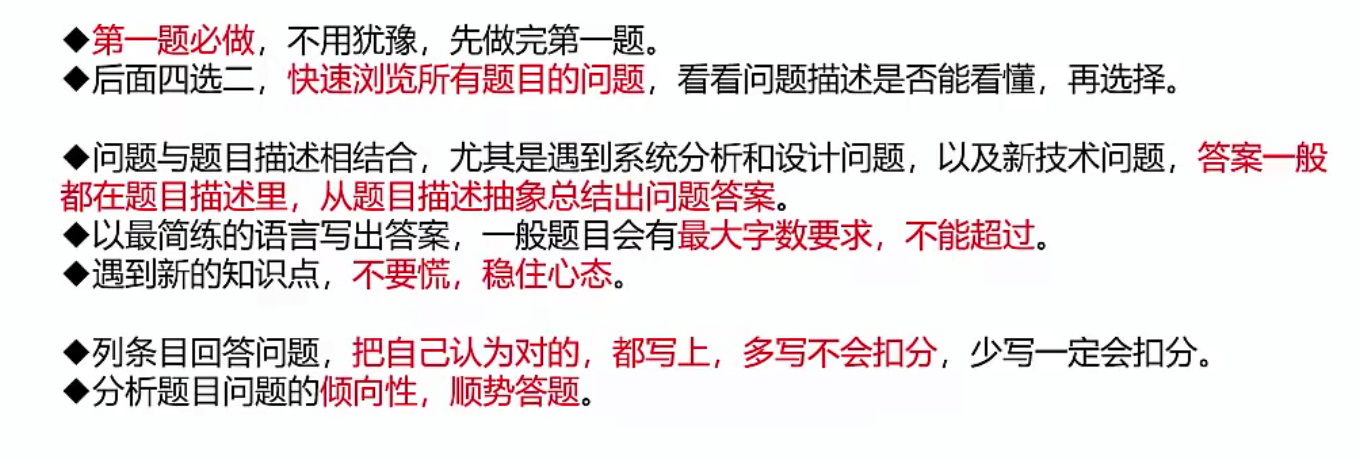 ◆第一题必做，不用犹豫，先做完第一题。
◆后面四选二，快速浏览所有题目的问题，看看问题描述是否能看懂，再选择。
◆问题与题目描述相结合，尤其是遇到系统分析和设计问题，以及新技术问题，答案一般
都在题目描述里，从题目描述抽象总结出问题答案。
◆以最简练的语言写出答案，一般题目会有最大字数要求，不能超过。
◆遇到新的知识点，不要慌，稳住心态。
◆列条目回答问题，把自己认为对的，都写上，多写不会扣分，少写一定会扣分。
◆分析题目问题的倾向性，顺势答题。